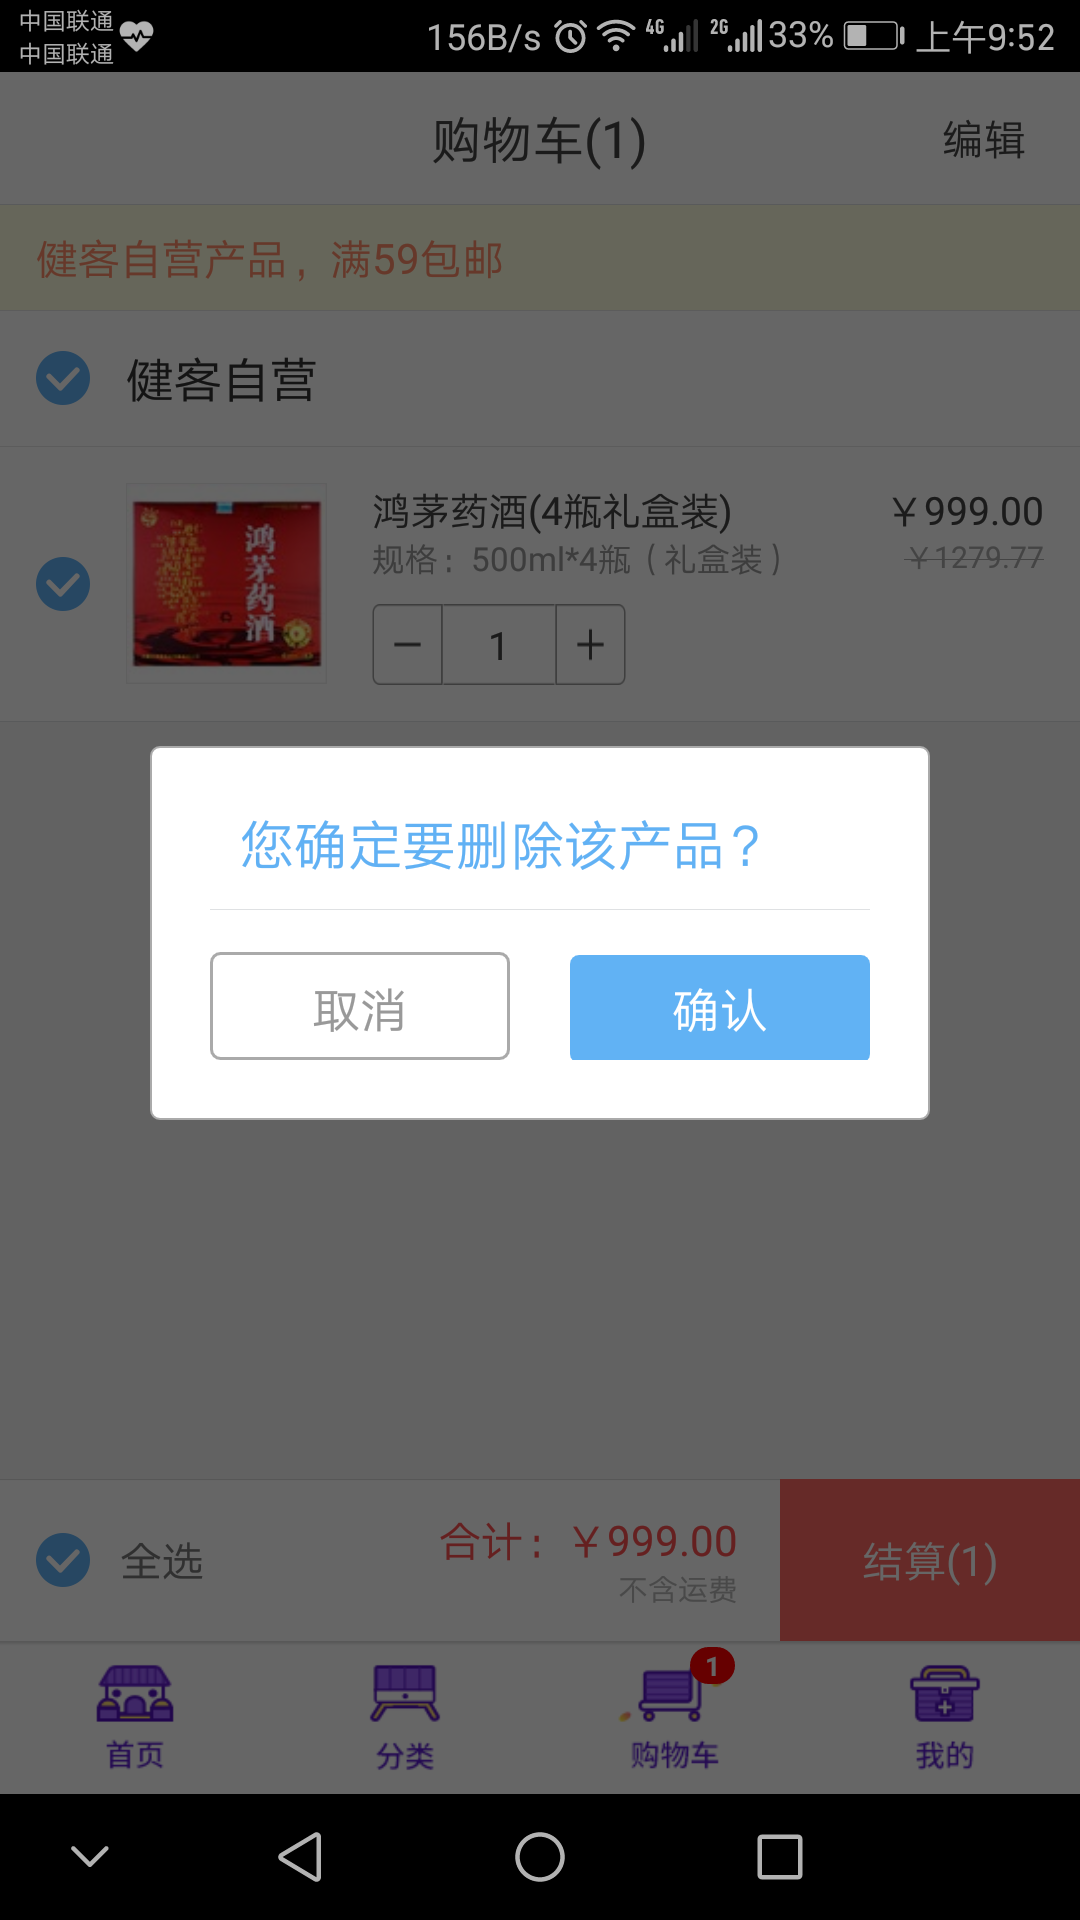 中国联通
中国联通
156B/s 4G 2G 33% 上午9:52
购物车(1)
编辑
健客自营产品，满59包邮
健客自营
鸿茅药酒
鸿茅药酒(4瓶礼盒装)
￥999.00
规格：500ml*4瓶（礼盒装）
￥1279.77
1
您确定要删除该产品?
取消
确认
全选
合计：￥999.00
不含运费
结算(1)
1
首页
分类
购物车
我的